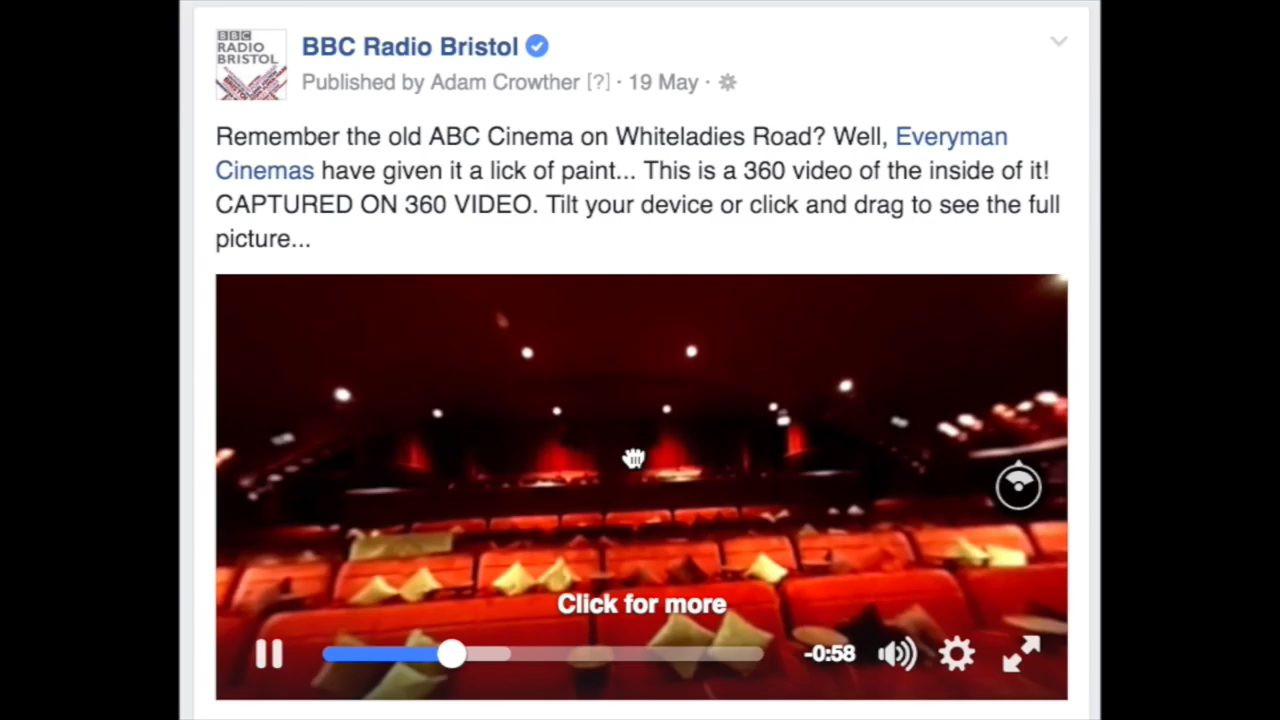 BBC
RADIO
BRISTOL
BBC Radio Bristol
Published by Adam Crowther [?] · 19 May ·
Remember the old ABC Cinema on Whiteladies Road? Well, Everyman
Cinemas have given it a lick of paint... This is a 360 video of the inside of it!
CAPTURED ON 360 VIDEO. Tilt your device or click and drag to see the full
picture...
Click for more
-0:58